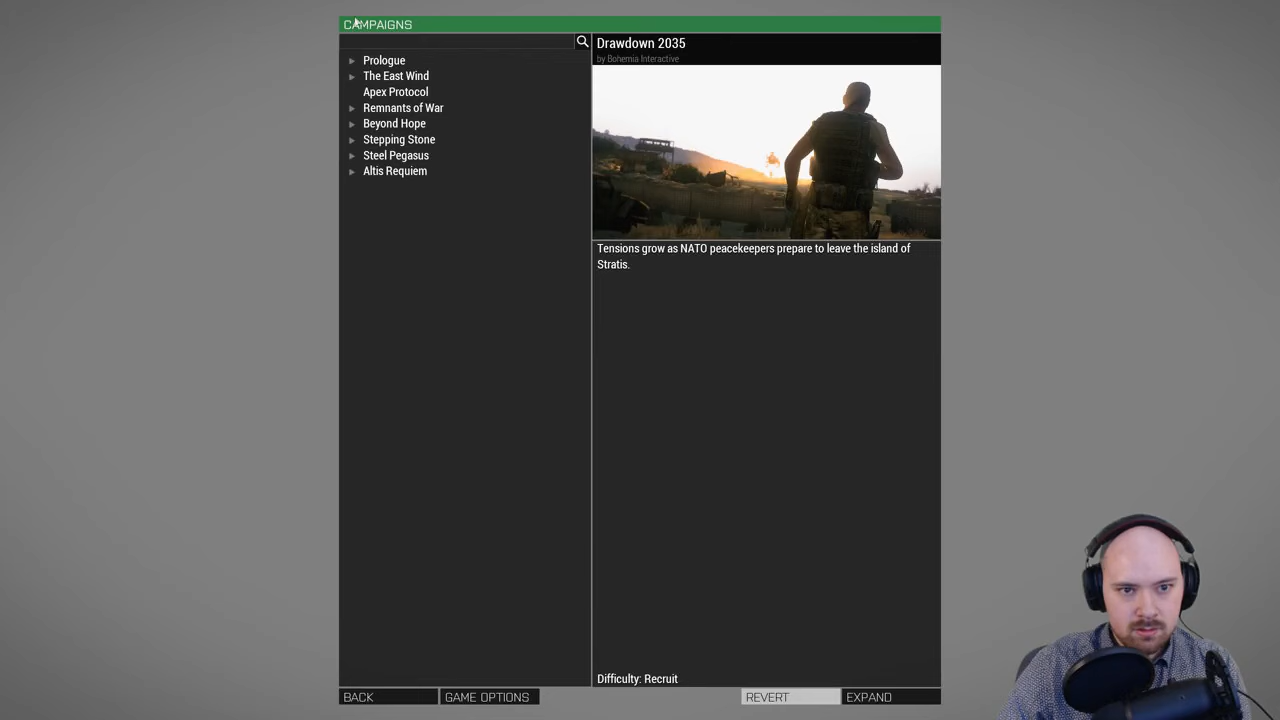 CAMPAIGNS
Prologue
The East Wind
Apex Protocol
Remnants of War
Beyond Hope
Stepping Stone
Steel Pegasus
Altis Requiem
Drawdown 2035
by Bohemia Interactive
Tensions grow as NATO peacekeepers prepare to leave the island of
Stratis.
Difficulty: Recruit
BACK
GAME OPTIONS
REVERT
EXPAND